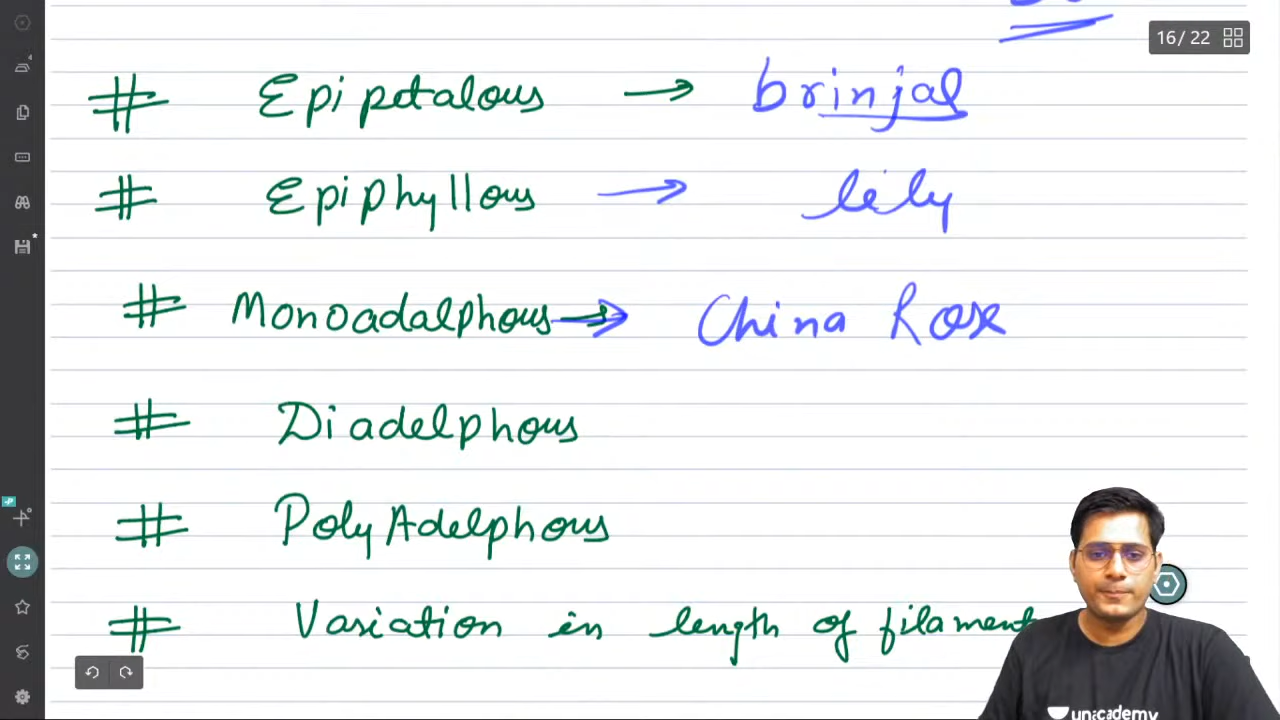 16/22
# Epipetalous → brinjal
# Epiphyllous → lily
# Monoadalphous → China Rose
# Diadelphous
# PolyAdelphous
# Variation in length of filament
unacademy